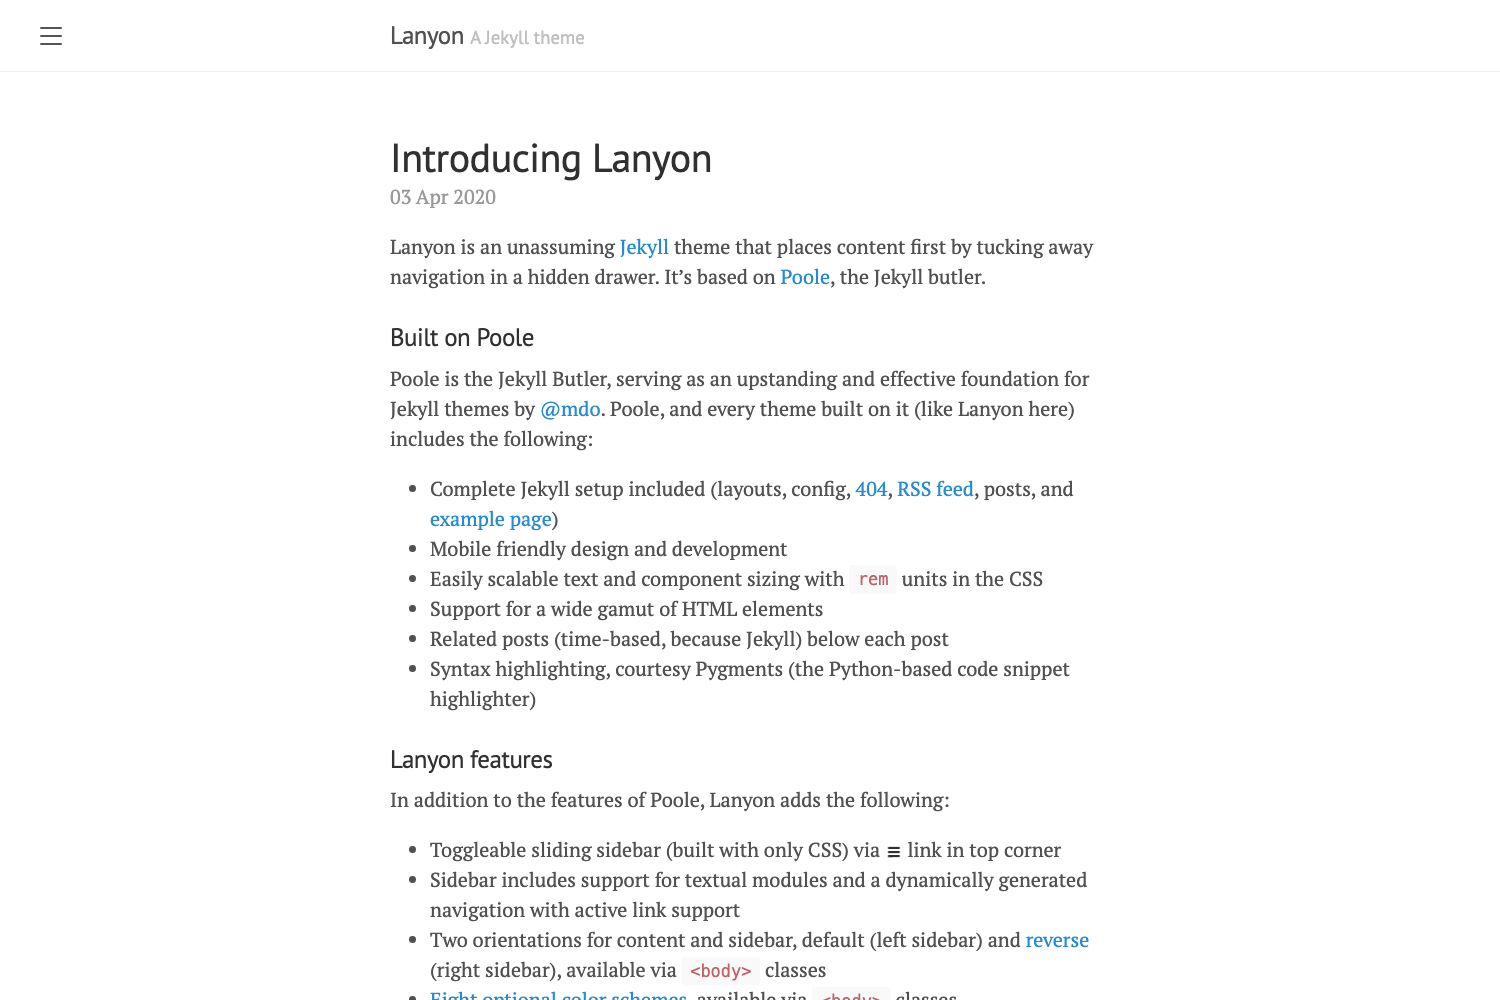 Lanyon A Jekyll theme
Introducing Lanyon
03 Apr 2020
Lanyon is an unassuming Jekyll theme that places content first by tucking away
navigation in a hidden drawer. It’s based on Poole, the Jekyll butler.
Built on Poole
Poole is the Jekyll Butler, serving as an upstanding and effective foundation for
Jekyll themes by @mdo. Poole, and every theme built on it (like Lanyon here)
includes the following:
• Complete Jekyll setup included (layouts, config, 404, RSS feed, posts, and
example page)
• Mobile friendly design and development
• Easily scalable text and component sizing with rem units in the CSS
• Support for a wide gamut of HTML elements
• Related posts (time-based, because Jekyll) below each post
• Syntax highlighting, courtesy Pygments (the Python-based code snippet
highlighter)
Lanyon features
In addition to the features of Poole, Lanyon adds the following:
• Toggleable sliding sidebar (built with only CSS) via ≡ link in top corner
• Sidebar includes support for textual modules and a dynamically generated
navigation with active link support
• Two orientations for content and sidebar, default (left sidebar) and reverse
(right sidebar), available via <body> classes
• Eight optional color schemes, available via <body> classes